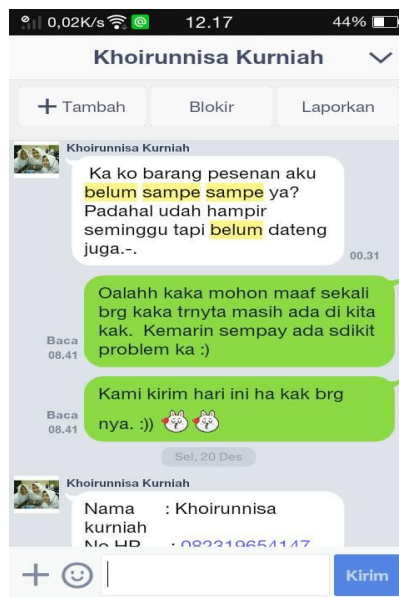 0,02K/s @ 12.17 44%
Khoirunnisa Kurniah
+ Tambah Blokir Laporkan
Khoirunnisa Kurniah
Ka ko barang pesenan aku
belum sampe sampe ya?
Padahal udah hampir
seminggu tapi belum dateng
juga.-.
00.31
Oalahh kaka mohon maaf sekali
brg kaka trnyta masih ada di kita
kak. Kemarin sempay ada sdikit
problem ka :)
Baca
08.41
Kami kirim hari ini ha kak brg
nya. :))
Baca
08.41
Sel, 20 Des
Khoirunnisa Kurniah
Nama : Khoirunnisa
kurniah
No HP : 082319654147
Kirim